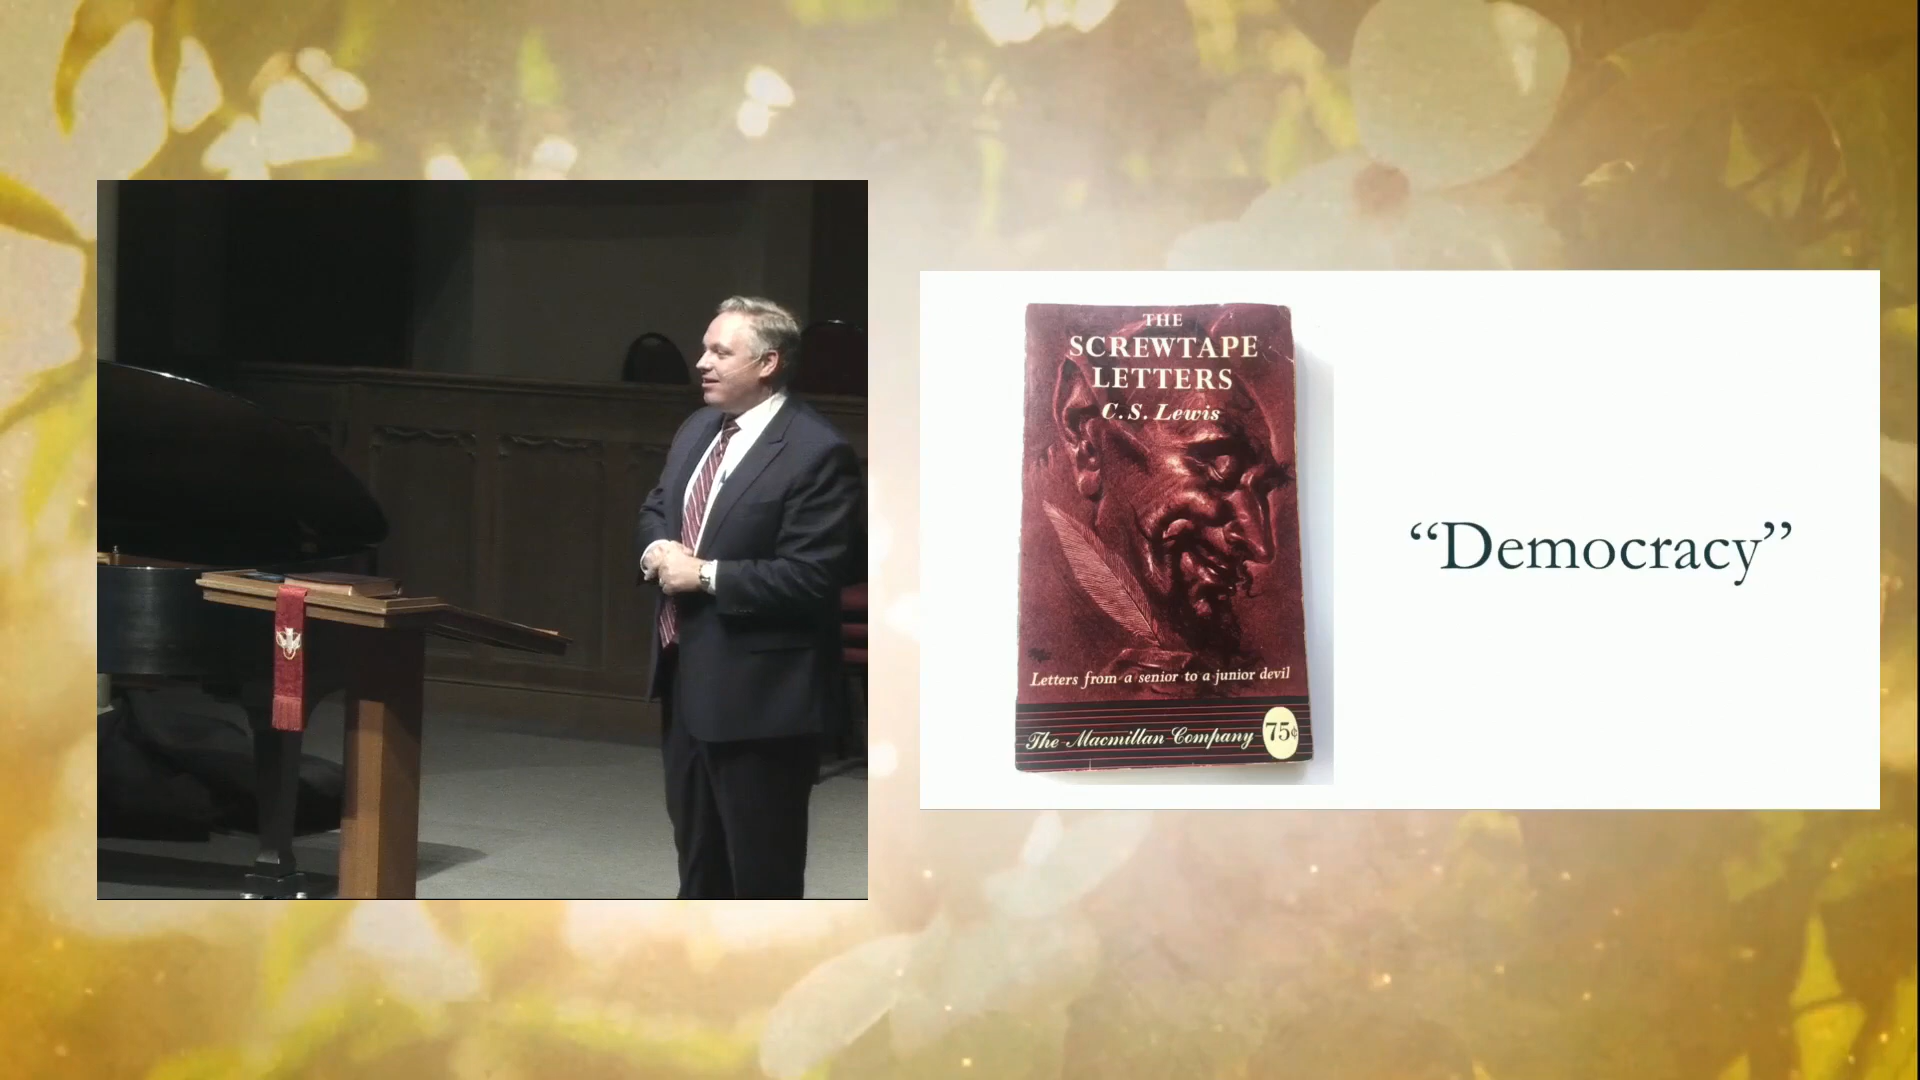 THE
SCREWTAPE
LETTERS
C. S. Lewis
Letters from a senior to a junior devil
The Macmillan Company
75¢
“Democracy”